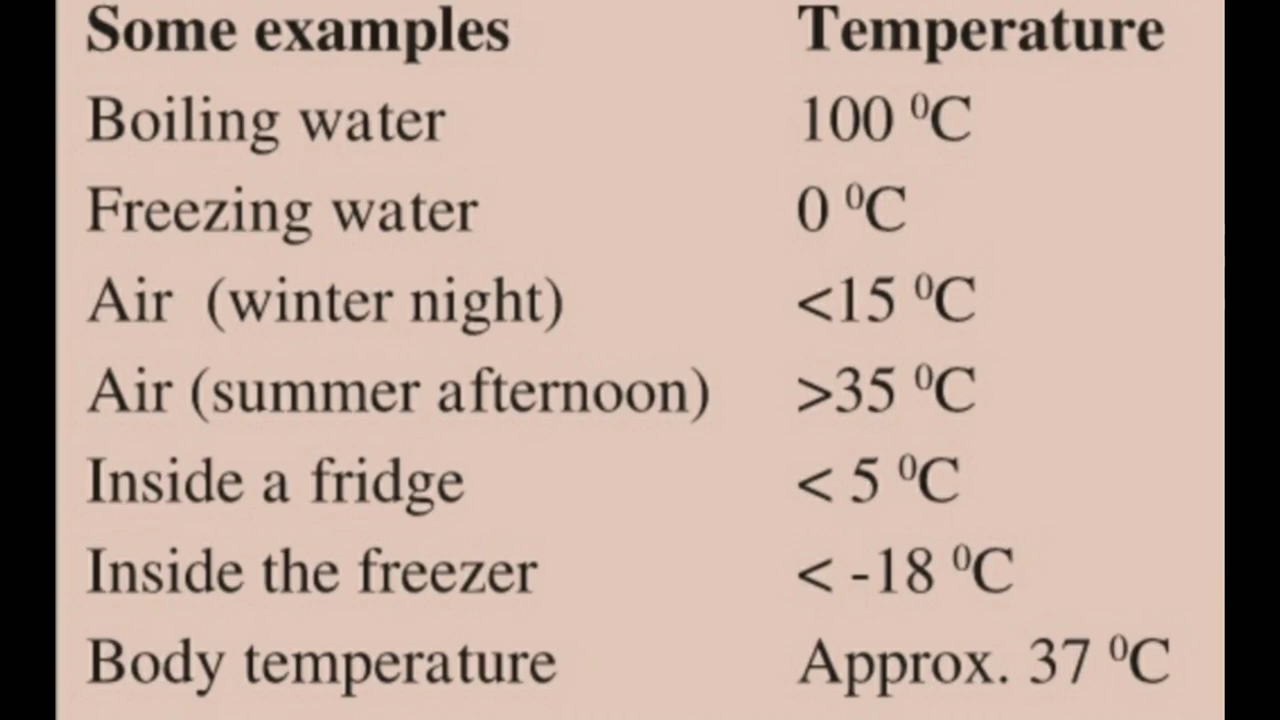 Some examples Temperature
Boiling water 100 ⁰C
Freezing water 0 ⁰C
Air (winter night) <15 ⁰C
Air (summer afternoon) >35 ⁰C
Inside a fridge < 5 ⁰C
Inside the freezer < -18 ⁰C
Body temperature Approx. 37 ⁰C